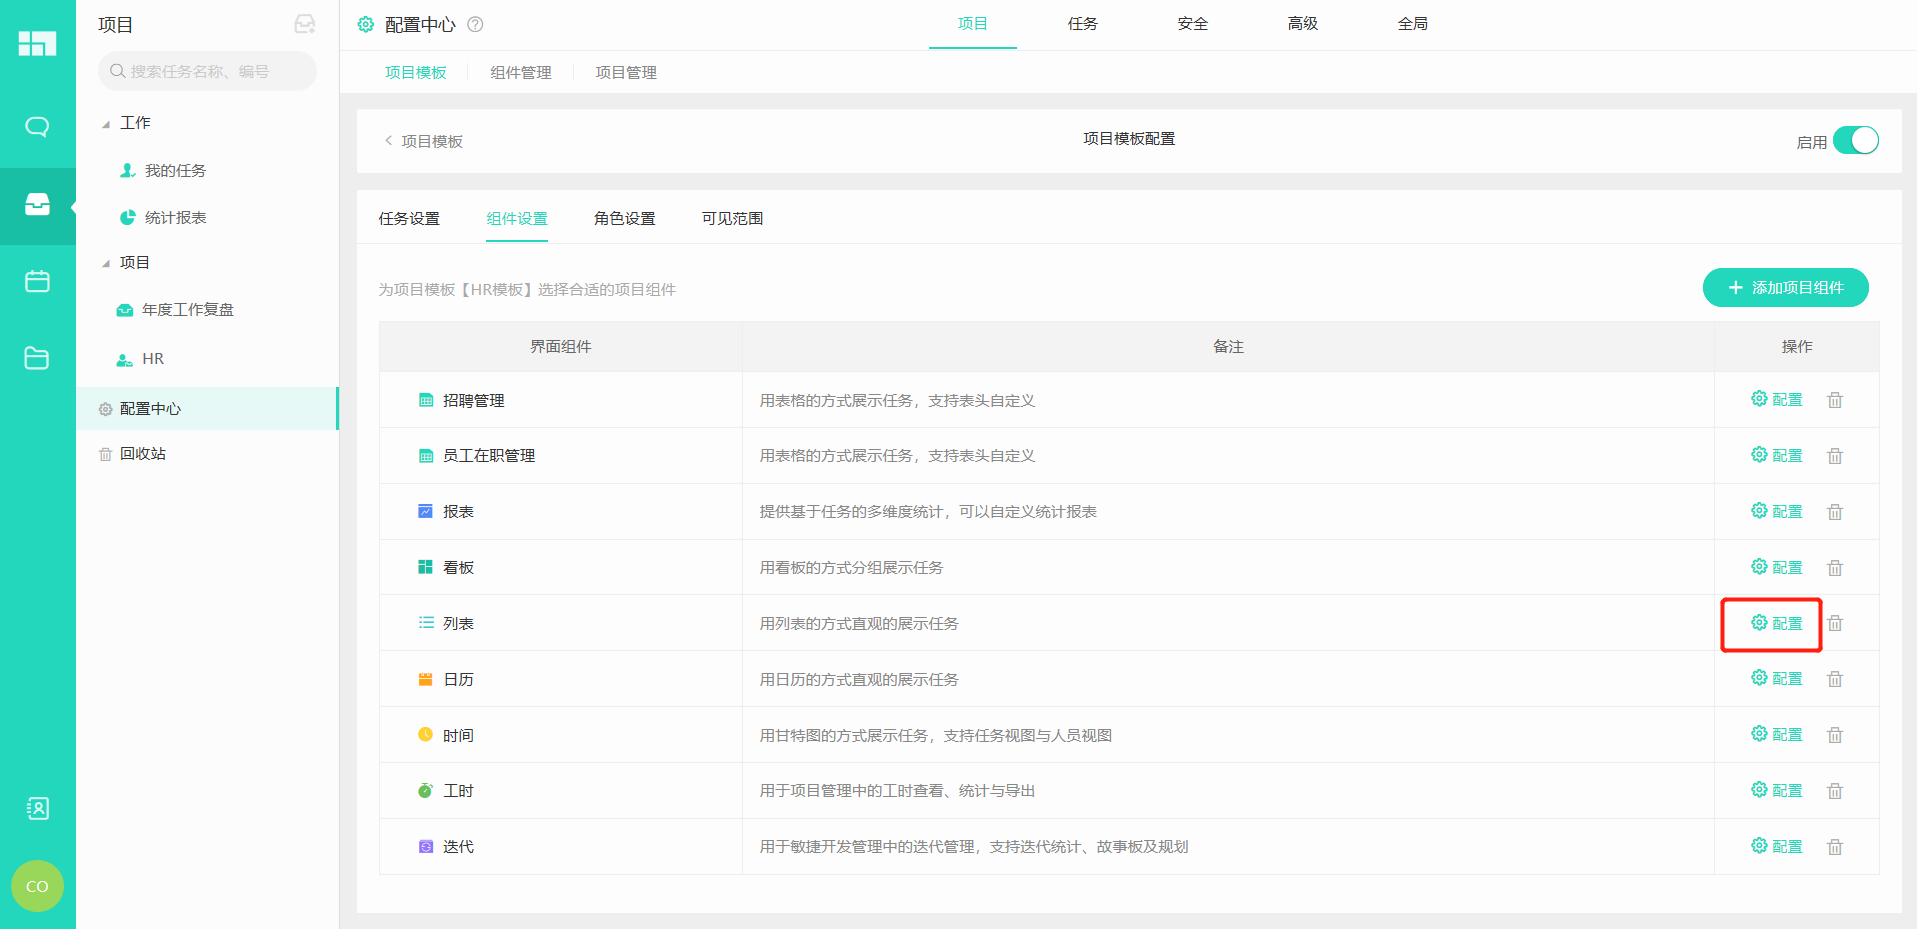 项目
搜索任务名称、编号
工作
我的任务
统计报表
项目
年度工作复盘
HR
配置中心
回收站
CO
配置中心
项目 任务 安全 高级 全局
项目模板 组件管理 项目管理
项目模板
项目模板配置
启用
任务设置 组件设置 角色设置 可见范围
为项目模板【HR模板】选择合适的项目组件
添加项目组件
界面组件 备注 操作
招聘管理 用表格的方式展示任务，支持表头自定义 配置
员工在职管理 用表格的方式展示任务，支持表头自定义 配置
报表 提供基于任务的多维度统计，可以自定义统计报表 配置
看板 用看板的方式分组展示任务 配置
列表 用列表的方式直观的展示任务 配置
日历 用日历的方式直观的展示任务 配置
时间 用甘特图的方式展示任务，支持任务视图与人员视图 配置
工时 用于项目管理中的工时查看、统计与导出 配置
迭代 用于敏捷开发管理中的迭代管理，支持迭代统计、故事板及规划 配置